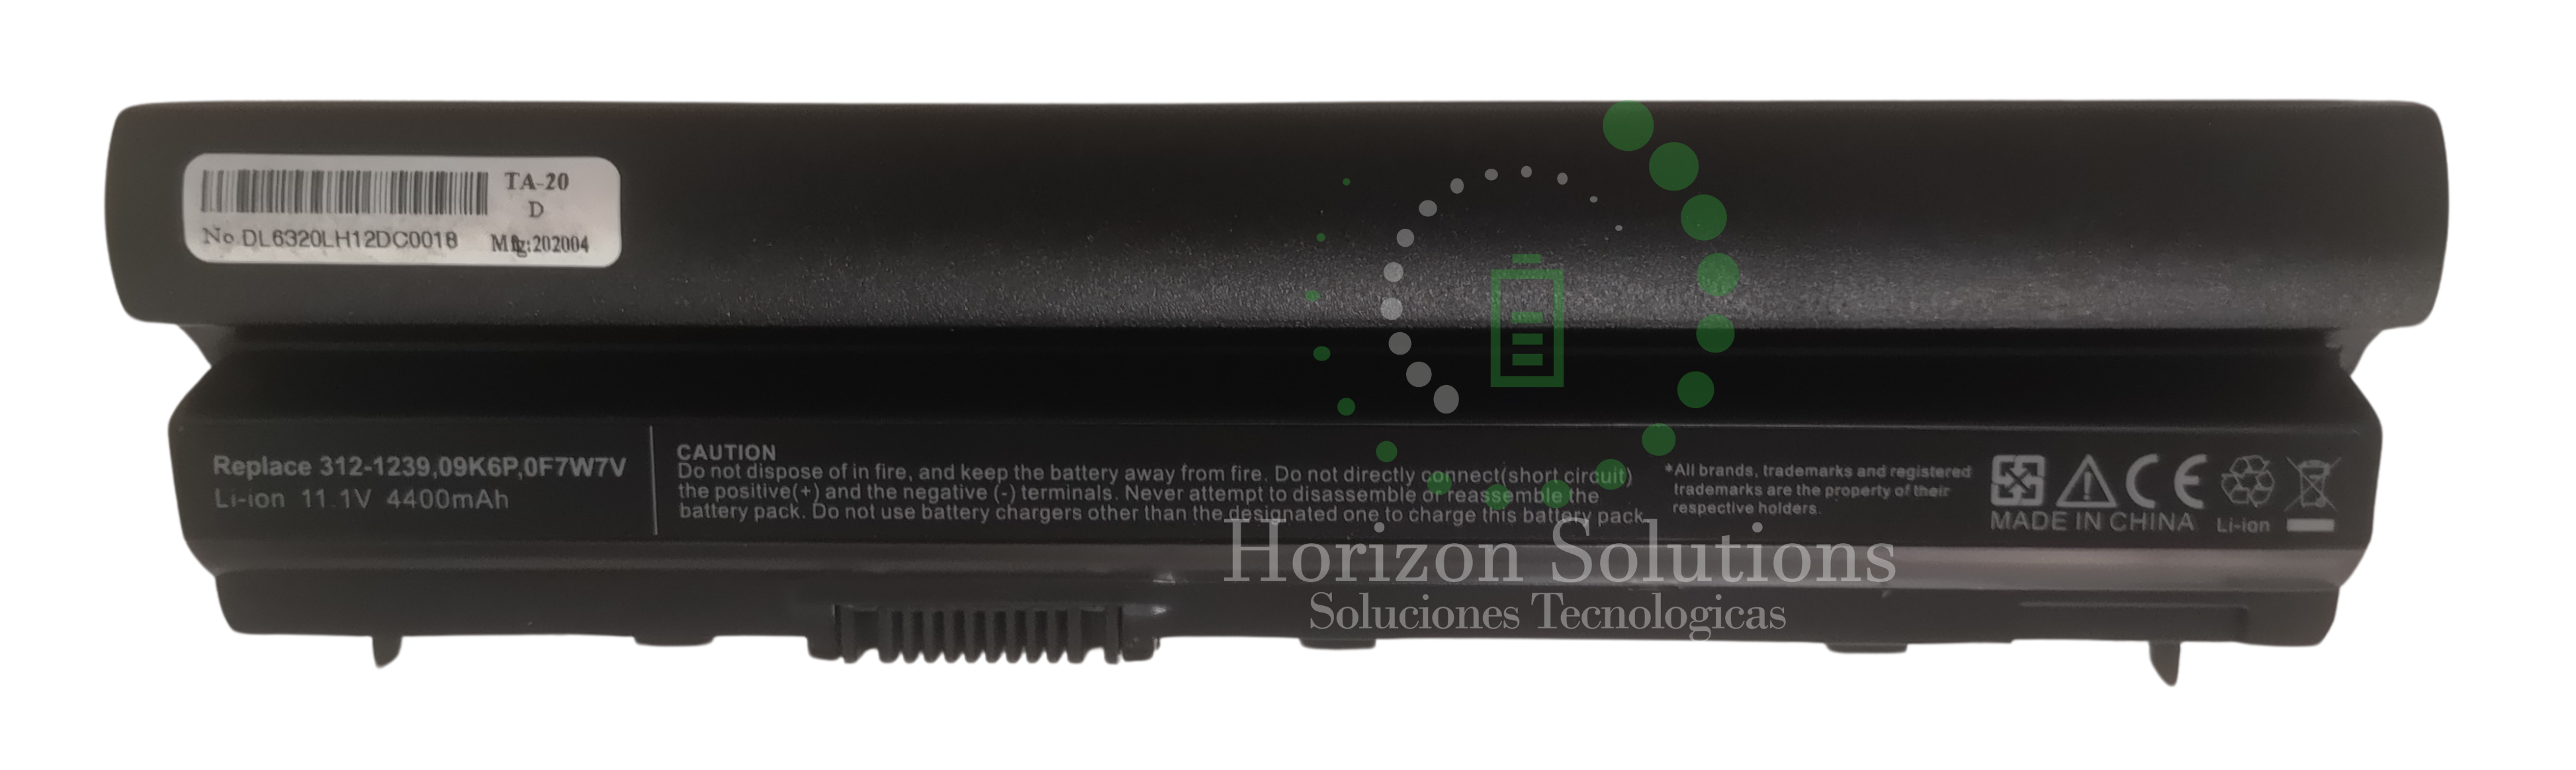 TA-20
D
No.DL6320LH12DC0018
Mfg:202004
Replace 312-1239,09K6P,0F7W7V
Li-ion 11.1V 4400mAh
CAUTION
Do not dispose of in fire, and keep the battery away from fire. Do not directly connect(short circuit)
the positive(+) and the negative (-) terminals. Never attempt to disassemble or reassemble the
battery pack. Do not use battery chargers other than the designated one to charge this battery pack
*All brands, trademarks and registered
trademarks are the property of their
respective holders.
CE
MADE IN CHINA
Li-ion
Horizon Solutions
Soluciones Tecnologicas